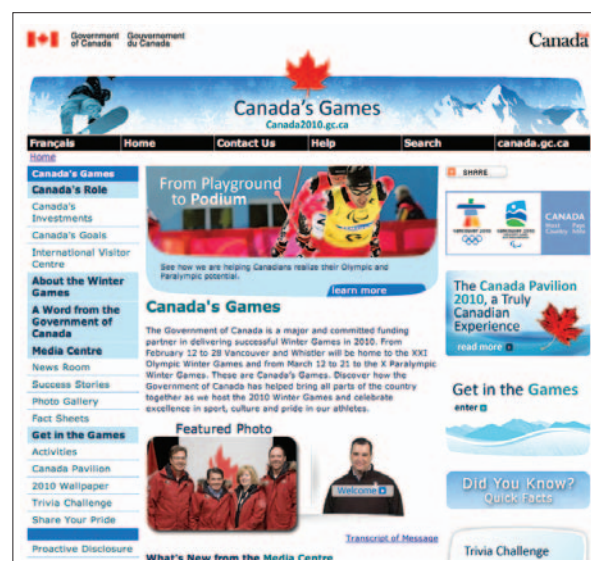 Government of Canada
Gouvernement du Canada
Canada
Canada's Games
Canada2010.gc.ca
Français Home Contact Us Help Search canada.gc.ca
Home
Canada's Games
Canada's Role
Canada's
Investments
Canada's Goals
International Visitor
Centre
About the Winter
Games
A Word from the
Government of
Canada
Media Centre
News Room
Success Stories
Photo Gallery
Fact Sheets
Get in the Games
Activities
Canada Pavilion
2010 Wallpaper
Trivia Challenge
Share Your Pride
Proactive Disclosure
From Playground
to Podium
See how we are helping Canadians realize their Olympic and
Paralympic potential.
learn more
Canada's Games
The Government of Canada is a major and committed funding
partner in delivering successful Winter Games in 2010. From
February 12 to 28 Vancouver and Whistler will be home to the XXI
Olympic Winter Games and from March 12 to 21 to the X Paralympic
Winter Games. These are Canada's Games. Discover how the
Government of Canada has helped bring all parts of the country
together as we host the 2010 Winter Games and celebrate
excellence in sport, culture and pride in our athletes.
Featured Photo
Welcome
Transcript of Message
What's New from the Media Centre
SHARE
vancouver 2010
VANCOUVER 2010
CANADA
Host Pays
Country hôte
The Canada Pavilion
2010, a Truly
Canadian
Experience
read more
Get in the Games
enter
Did You Know?
Quick Facts
Trivia Challenge